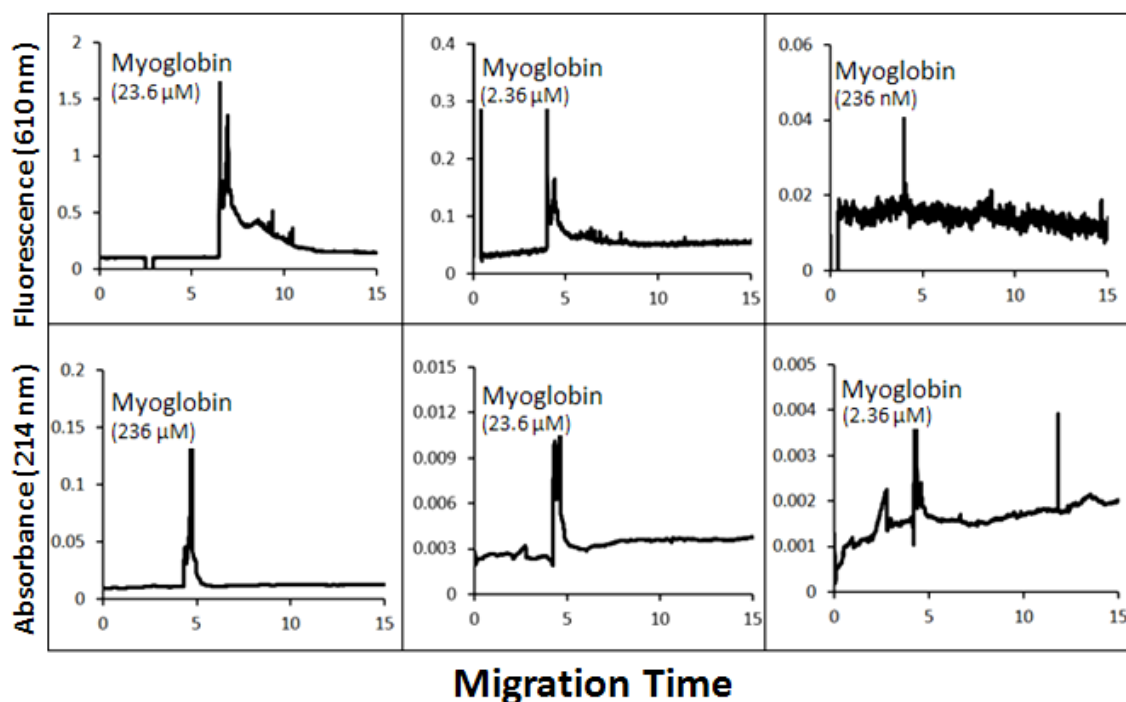 Fluorescence (610 nm)
2
1.5
1
0.5
0
0 5 10 15
Myoglobin
(23.6 µM)
0.4
0.3
0.2
0.1
0
0 5 10 15
Myoglobin
(2.36 µM)
0.06
0.04
0.02
0
0 5 10 15
Myoglobin
(236 nM)
Absorbance (214 nm)
0.2
0.15
0.1
0.05
0
0 5 10 15
Myoglobin
(236 µM)
0.015
0.012
0.009
0.006
0.003
0
0 5 10 15
Myoglobin
(23.6 µM)
0.005
0.004
0.003
0.002
0.001
0
0 5 10 15
Myoglobin
(2.36 µM)
Migration Time